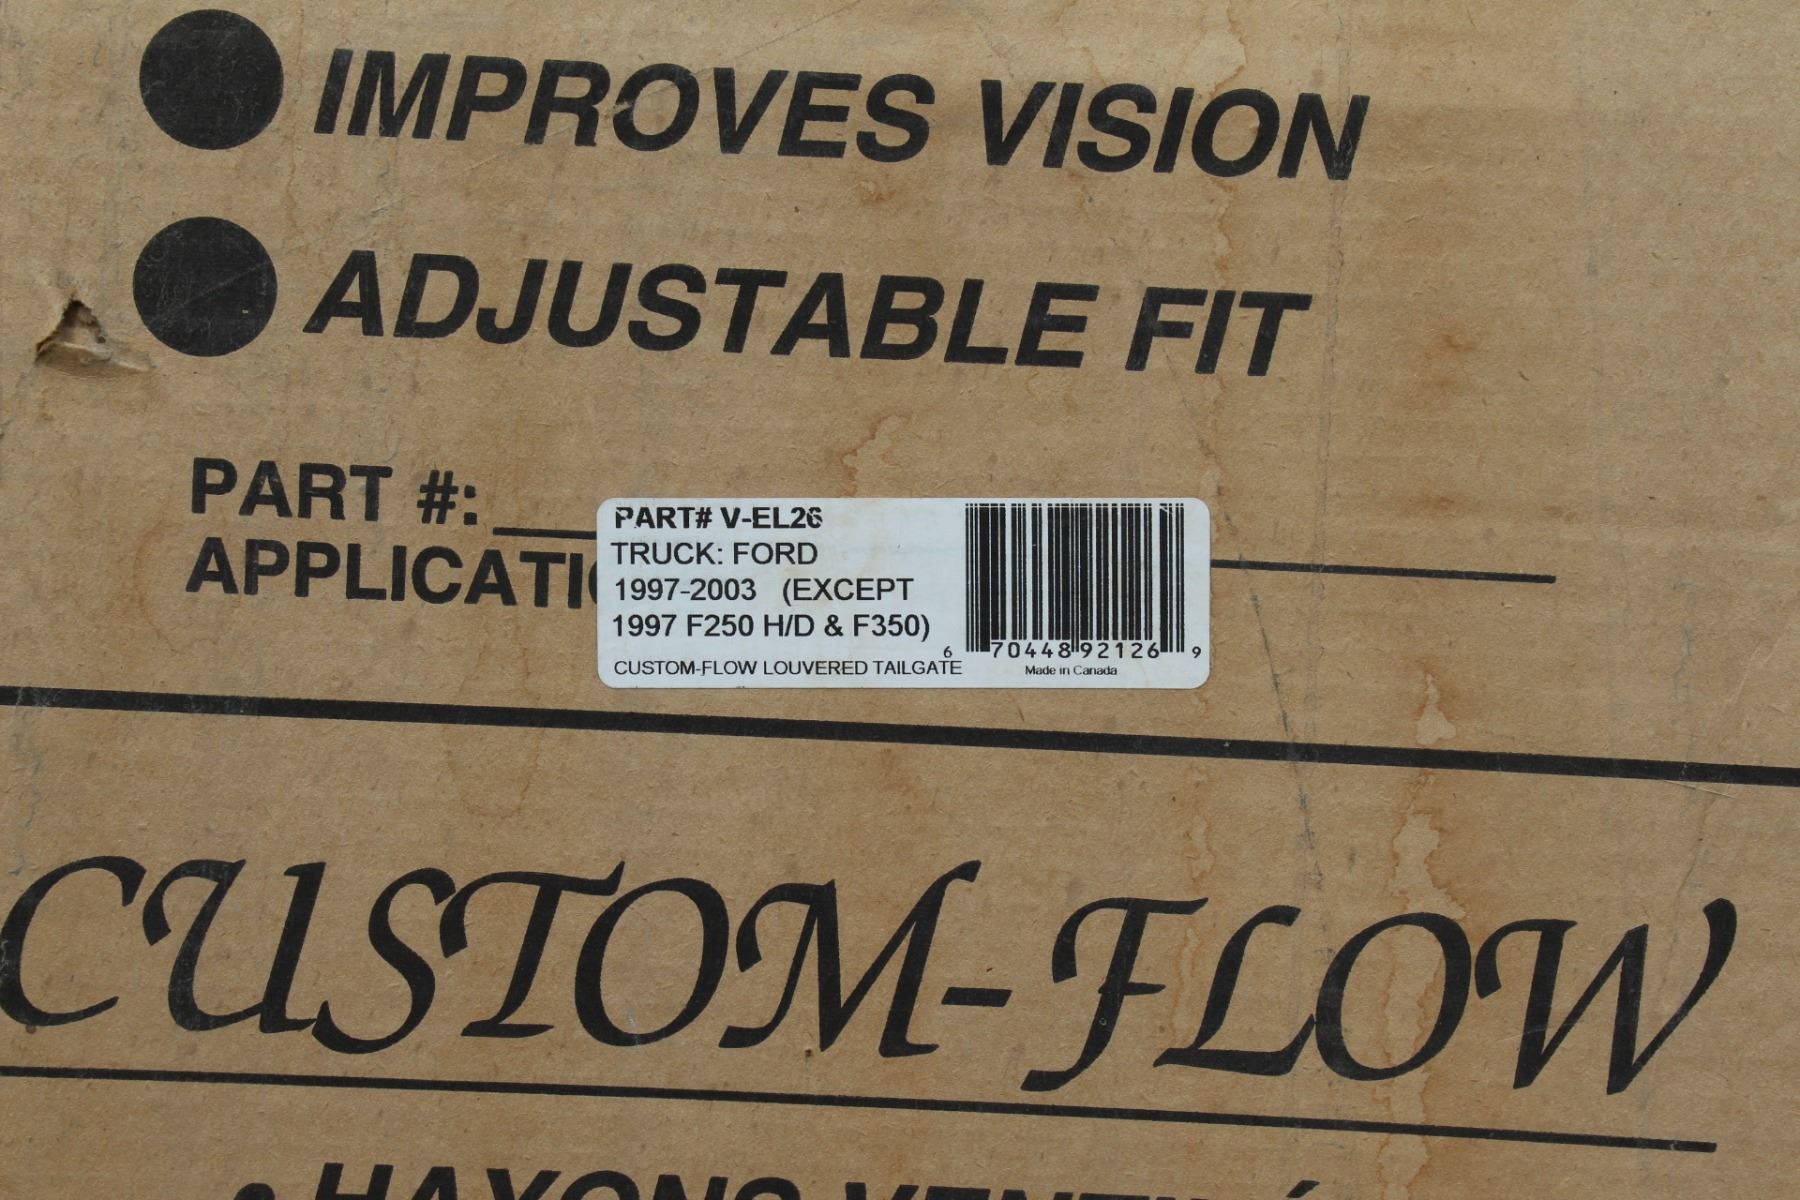 IMPROVES VISION
ADJUSTABLE FIT
PART #:
PART# V-EL26
TRUCK: FORD
1997-2003 (EXCEPT
1997 F250 H/D & F350)
CUSTOM-FLOW LOUVERED TAILGATE
6 70448 92126 9
Made in Canada
CUSTOM-FLOW
• HAYONS